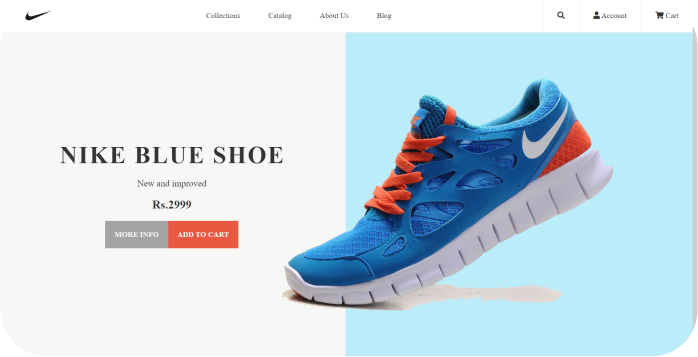 Collections Catalog About Us Blog Account Cart
NIKE BLUE SHOE
New and improved
Rs.2999
MORE INFO ADD TO CART